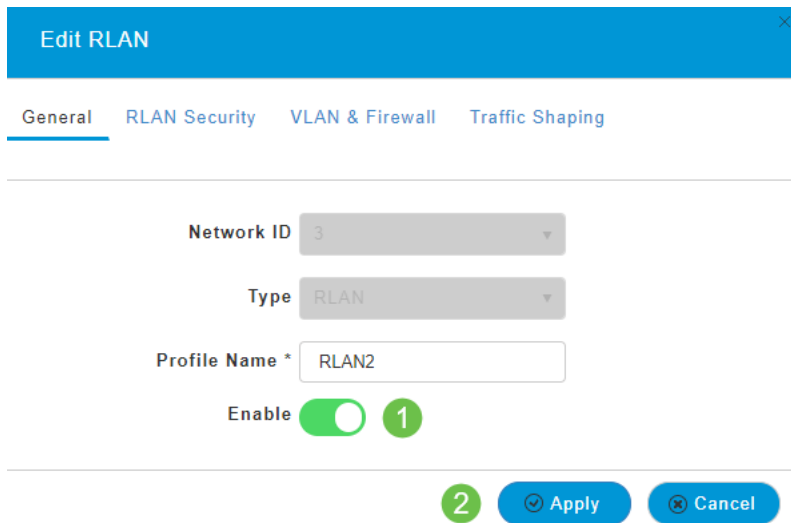 Edit RLAN
General RLAN Security VLAN & Firewall Traffic Shaping
Network ID 3
Type RLAN
Profile Name * RLAN2
Enable 1
2 Apply Cancel